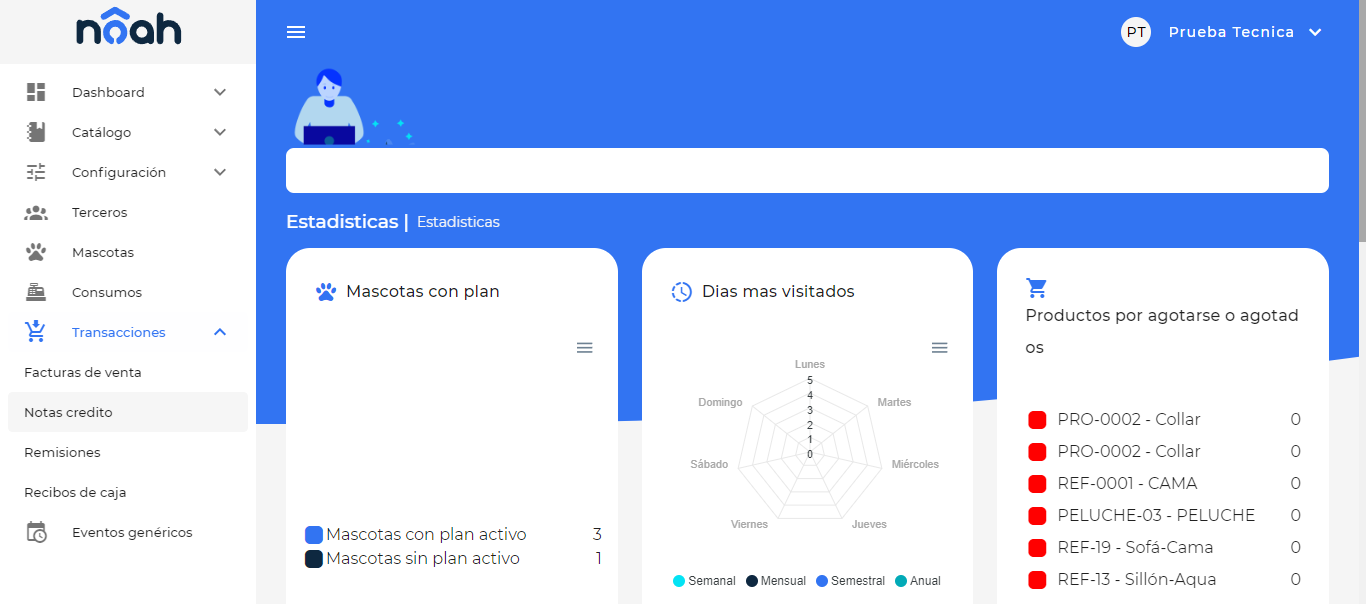 nôah
Dashboard
Catálogo
Configuración
Terceros
Mascotas
Consumos
Transacciones
Facturas de venta
Notas credito
Remisiones
Recibos de caja
Eventos genéricos
PT Prueba Tecnica
Estadisticas | Estadisticas
Mascotas con plan
Mascotas con plan activo 3
Mascotas sin plan activo 1
Dias mas visitados
Lunes
5
Domingo 4 Martes
3
2
1
Sábado 0 Miércoles
Viernes Jueves
Semanal Mensual Semestral Anual
Productos por agotarse o agotad
os
PRO-0002 - Collar 0
PRO-0002 - Collar 0
REF-0001 - CAMA 0
PELUCHE-03 - PELUCHE 0
REF-19 - Sofá-Cama 0
REF-13 - Sillón-Aqua 0